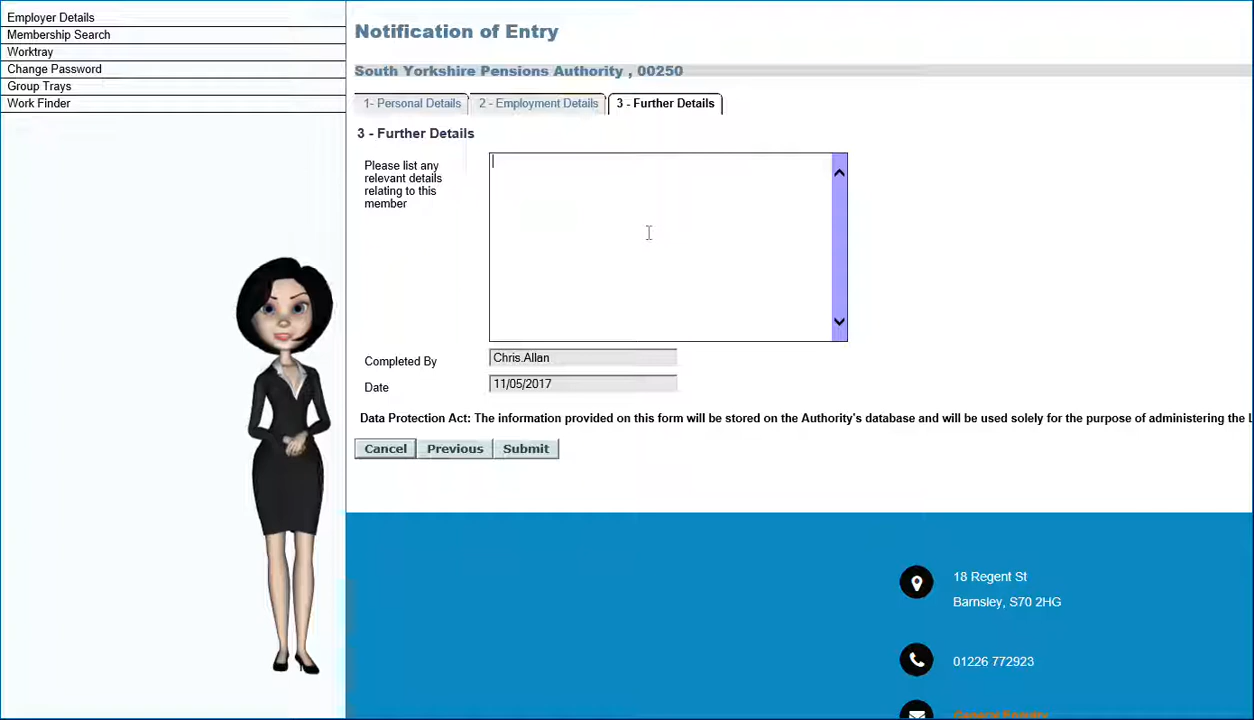 Employer Details
Membership Search
Worktray
Change Password
Group Trays
Work Finder
Notification of Entry
South Yorkshire Pensions Authority , 00250
1- Personal Details
2 - Employment Details
3 - Further Details
3 - Further Details
Please list any
relevant details
relating to this
member
Completed By
Chris.Allan
Date
11/05/2017
Data Protection Act: The information provided on this form will be stored on the Authority's database and will be used solely for the purpose of administering the
Cancel
Previous
Submit
18 Regent St
Barnsley, S70 2HG
01226 772923